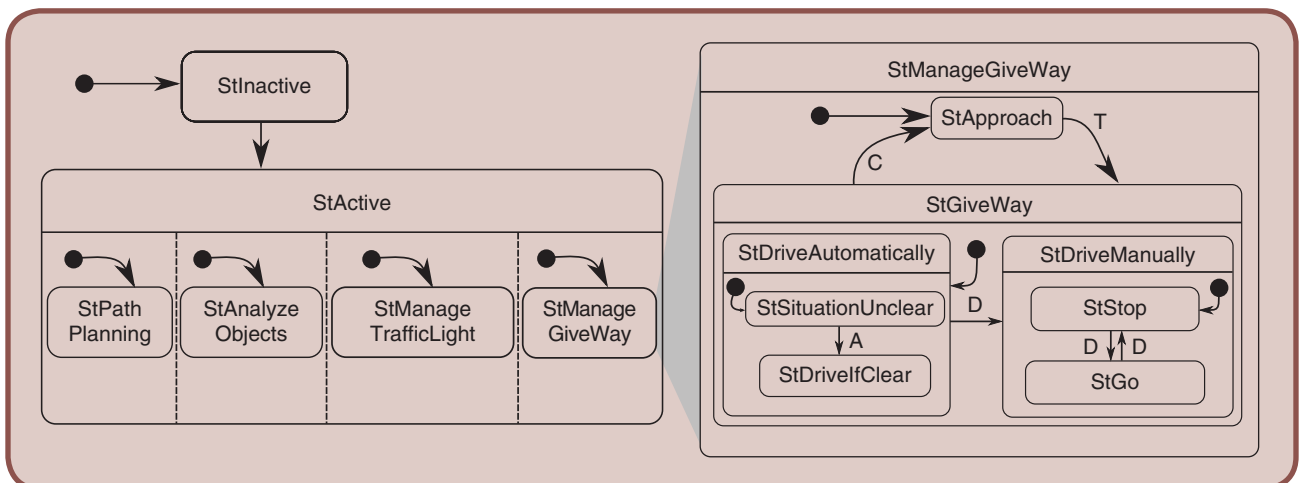 StInactive
StActive
StPath
Planning
StAnalyze
Objects
StManage
TrafficLight
StManage
GiveWay
StManageGiveWay
StApproach
T
C
StGiveWay
StDriveAutomatically
StSituationUnclear
A
StDriveIfClear
D
StDriveManually
StStop
D D
StGo